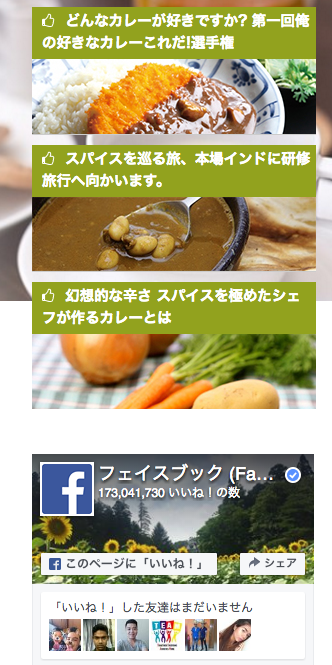 どんなカレーが好きですか? 第一回俺
の好きなカレーこれだ!選手権
スパイスを巡る旅、本場インドに研修
旅行へ向かいます。
幻想的な辛さ スパイスを極めたシェ
フが作るカレーとは
フェイスブック (Fa...
173,041,730 いいね！の数
このページに「いいね！」
シェア
「いいね！」した友達はまだいません
TEAM